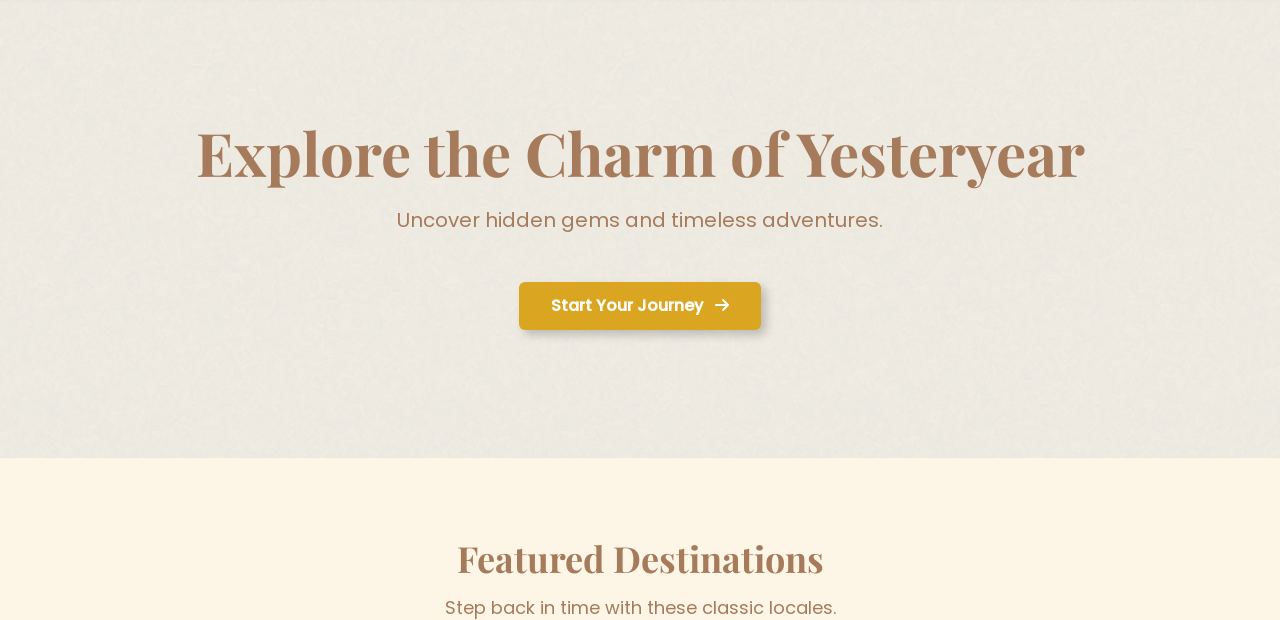 Explore the Charm of Yesteryear
Uncover hidden gems and timeless adventures.
Start Your Journey →
Featured Destinations
Step back in time with these classic locales.